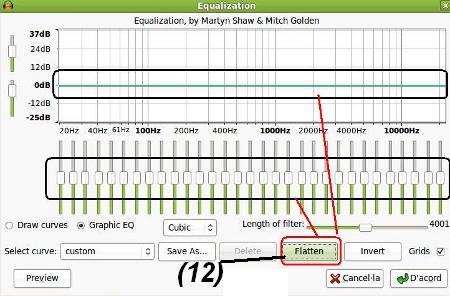 Equalization
Equalization, by Martyn Shaw & Mitch Golden
37dB
24dB
12dB
0dB
-12dB
-25dB
20Hz 40Hz 61Hz 100Hz 200Hz 400Hz 1000Hz 2000Hz 4000Hz 10000Hz
Draw curves Graphic EQ Cubic Length of filter: 4001
Select curve: custom Save As... Delete Flatten Invert Grids
(12)
Preview Cancel·la D'acord